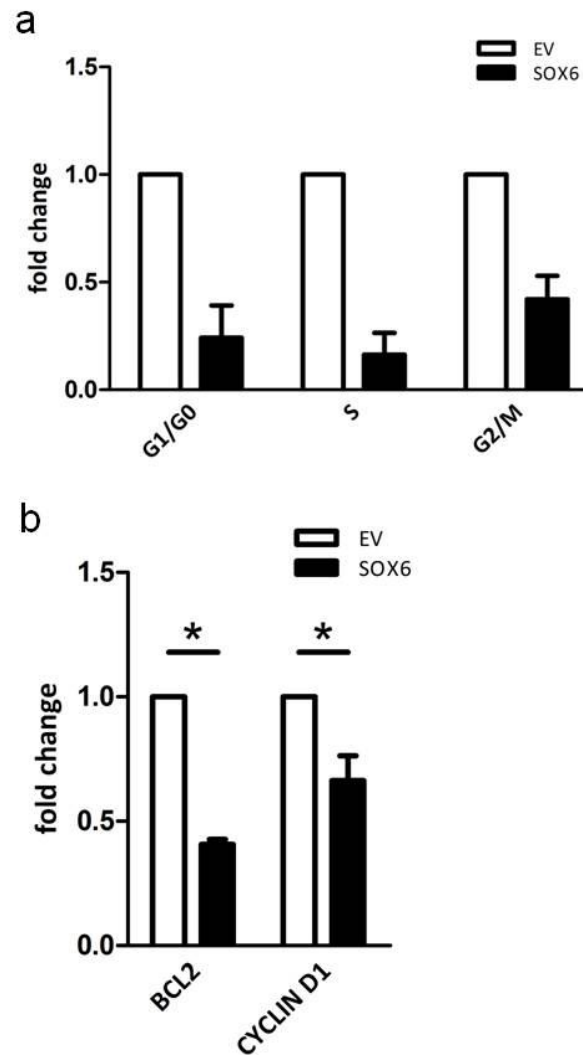 a
EV
SOX6
1.5
1.0
0.5
0.0
fold change
G1/G0
S
G2/M
b
EV
SOX6
1.5
1.0
0.5
0.0
fold change
*
*
BCL2
CYCLIN D1